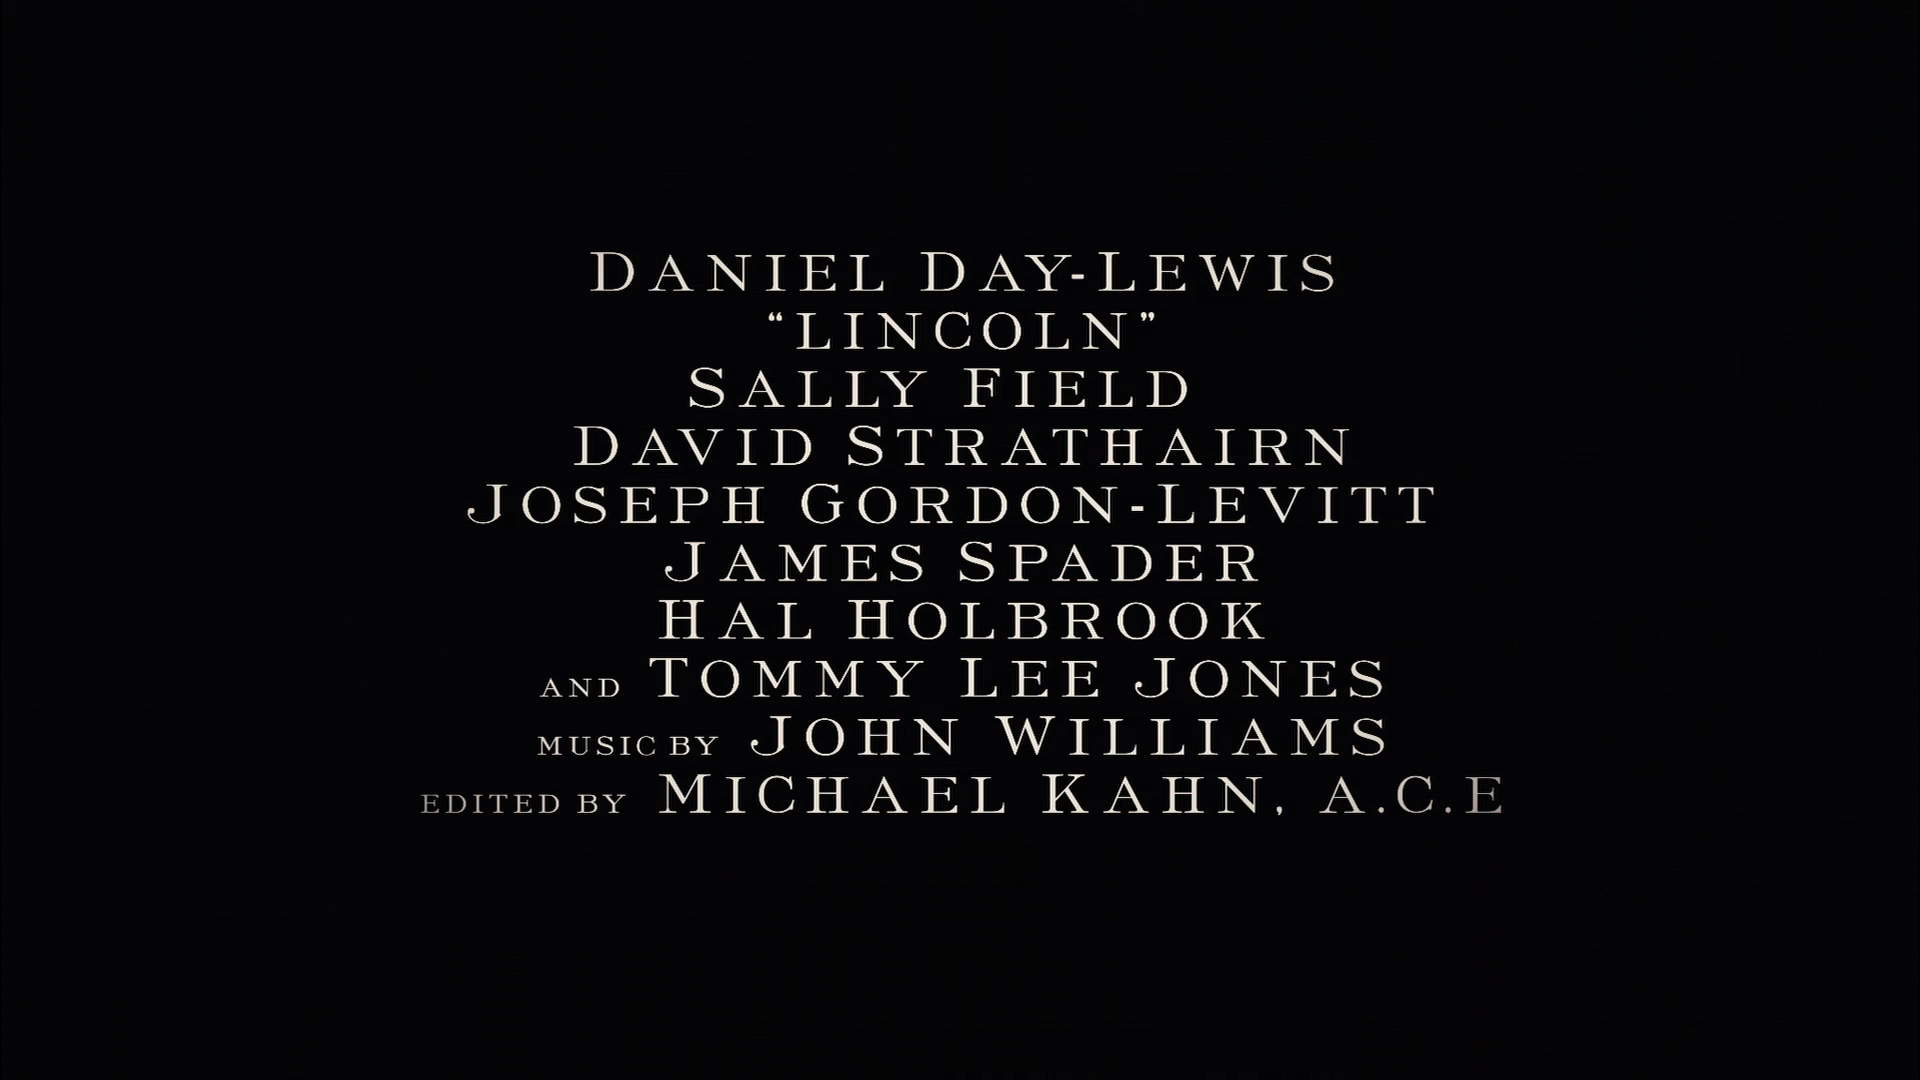 DANIEL DAY-LEWIS
“LINCOLN”
SALLY FIELD
DAVID STRATHAIRN
JOSEPH GORDON-LEVITT
JAMES SPADER
HAL HOLBROOK
AND TOMMY LEE JONES
MUSIC BY JOHN WILLIAMS
EDITED BY MICHAEL KAHN, A.C.E